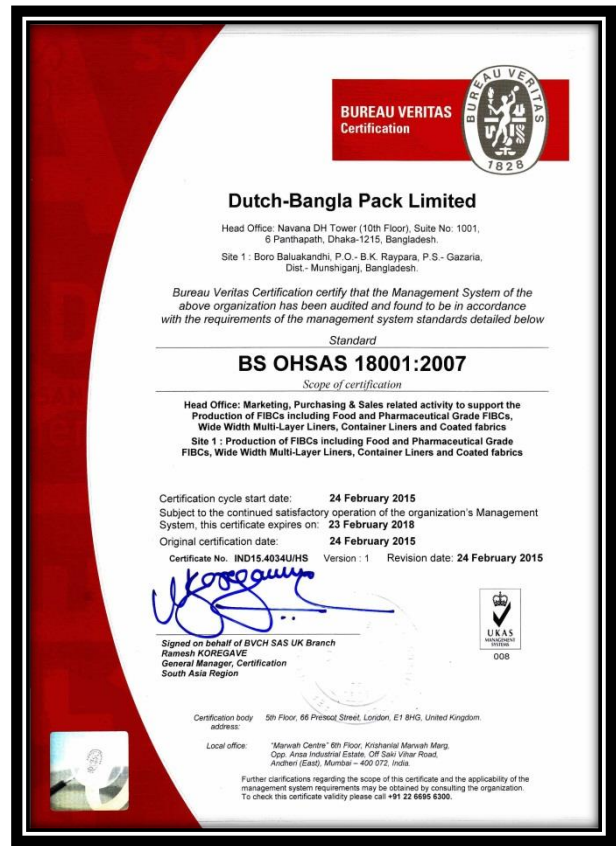 BUREAU VERITAS
Certification
BUREAU VERITAS
1828
Dutch-Bangla Pack Limited
Head Office: Navana DH Tower (10th Floor), Suite No: 1001,
6 Panthapath, Dhaka-1215, Bangladesh.
Site 1 : Boro Baluakandhi, P.O.- B.K. Raypara, P.S.- Gazaria,
Dist.- Munshiganj, Bangladesh.
Bureau Veritas Certification certify that the Management System of the
above organization has been audited and found to be in accordance
with the requirements of the management system standards detailed below
Standard
BS OHSAS 18001:2007
Scope of certification
Head Office: Marketing, Purchasing & Sales related activity to support the
Production of FIBCs including Food and Pharmaceutical Grade FIBCs,
Wide Width Multi-Layer Liners, Container Liners and Coated fabrics
Site 1 : Production of FIBCs including Food and Pharmaceutical Grade
FIBCs, Wide Width Multi-Layer Liners, Container Liners and Coated fabrics
Certification cycle start date: 24 February 2015
Subject to the continued satisfactory operation of the organization's Management
System, this certificate expires on: 23 February 2018
Original certification date: 24 February 2015
Certificate No. IND15.4034U/HS Version : 1 Revision date: 24 February 2015
Signed on behalf of BVCH SAS UK Branch
Ramesh KOREGAVE
General Manager, Certification
South Asia Region
UKAS
MANAGEMENT
SYSTEMS
008
Certification body address: 5th Floor, 66 Prescot Street, London, E1 8HG, United Kingdom.
Local office: "Marwah Centre" 6th Floor, Krishanlal Marwah Marg,
Opp. Ansa Industrial Estate, Off Saki Vihar Road,
Andheri (East), Mumbai – 400 072, India.
Further clarifications regarding the scope of this certificate and the applicability of the
management system requirements may be obtained by consulting the organization.
To check this certificate validity please call +91 22 6695 6300.